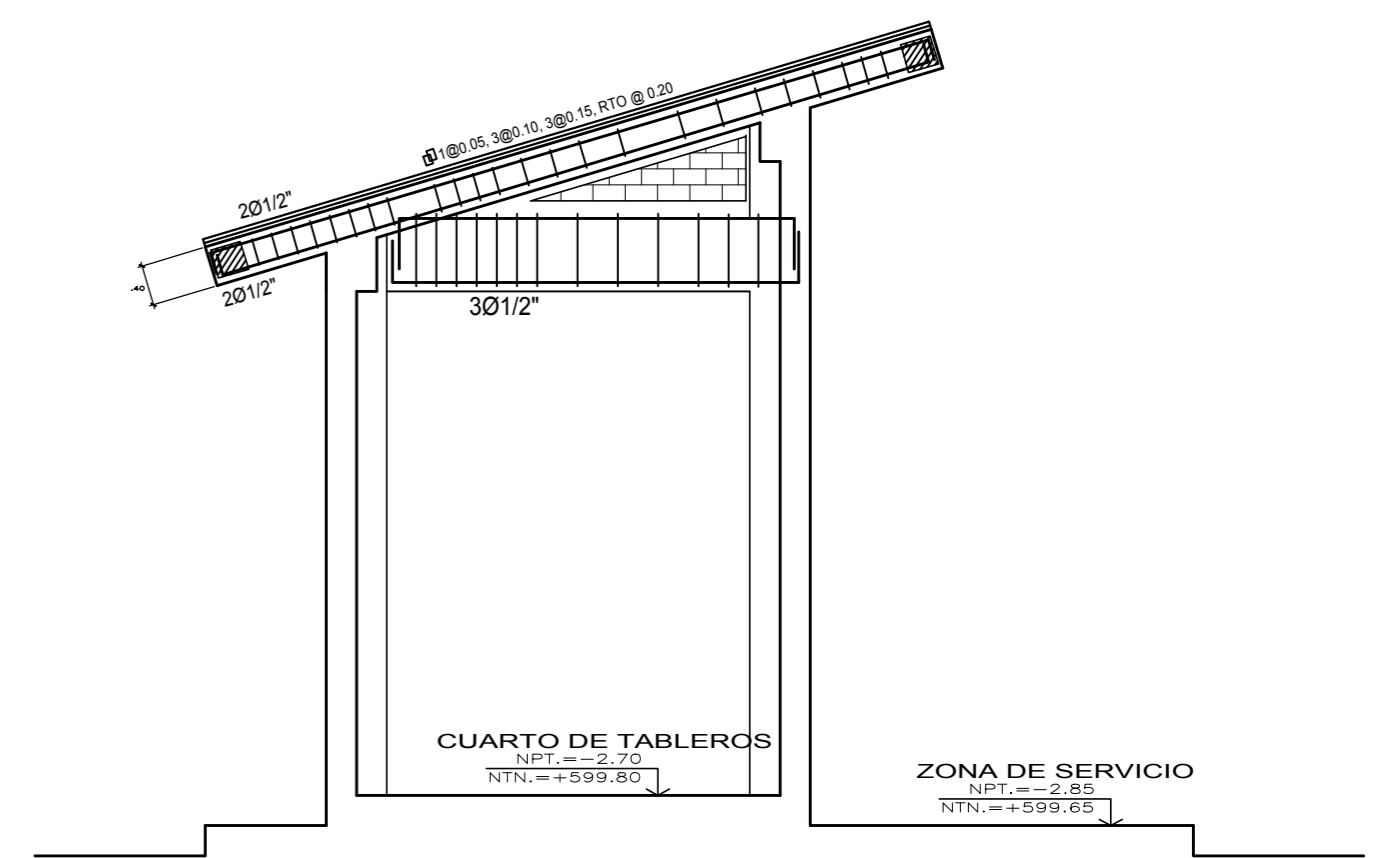 1@0.05, 3@0.10, 3@0.15, RTO @ 0.20
2Ø1/2"
.40
2Ø1/2"
3Ø1/2"
CUARTO DE TABLEROS
NPT.=-2.70
NTN.=+599.80
ZONA DE SERVICIO
NPT.=-2.85
NTN.=+599.65